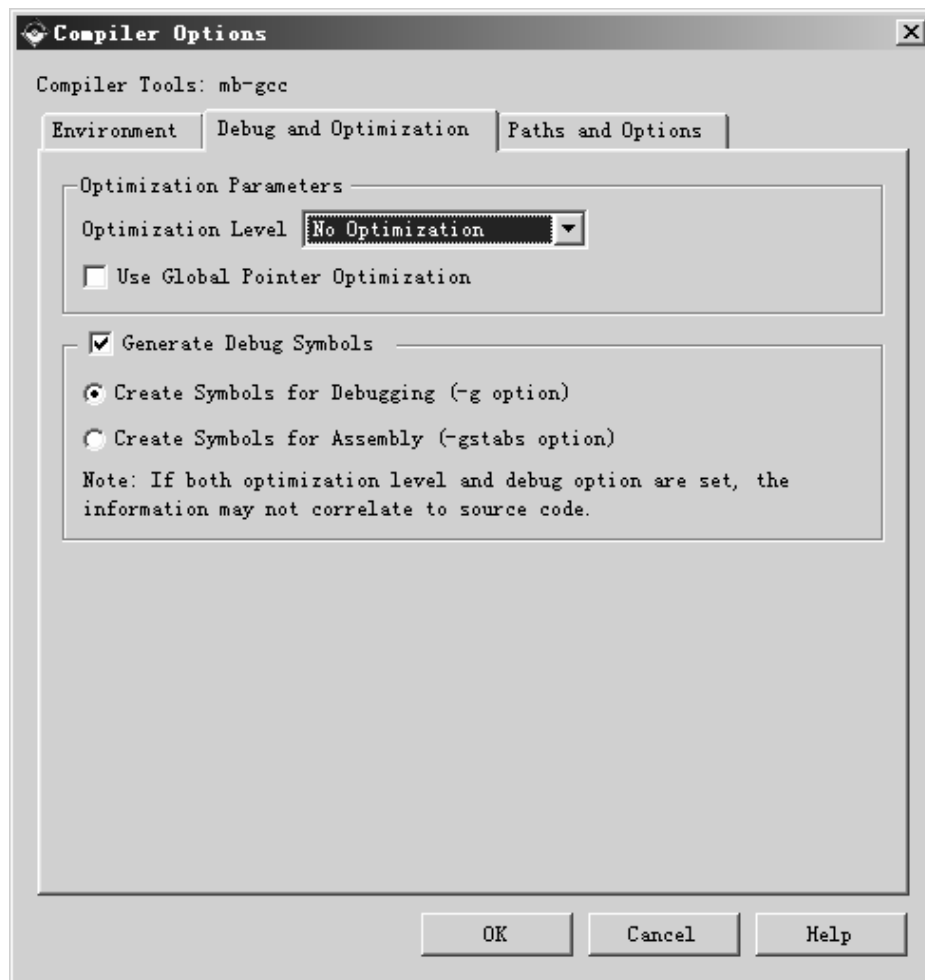 Compiler Options
Compiler Tools: mb-gcc
Environment
Debug and Optimization
Paths and Options
Optimization Parameters
Optimization Level No Optimization
Use Global Pointer Optimization
Generate Debug Symbols
Create Symbols for Debugging (-g option)
Create Symbols for Assembly (-gstabs option)
Note: If both optimization level and debug option are set, the
information may not correlate to source code.
OK
Cancel
Help